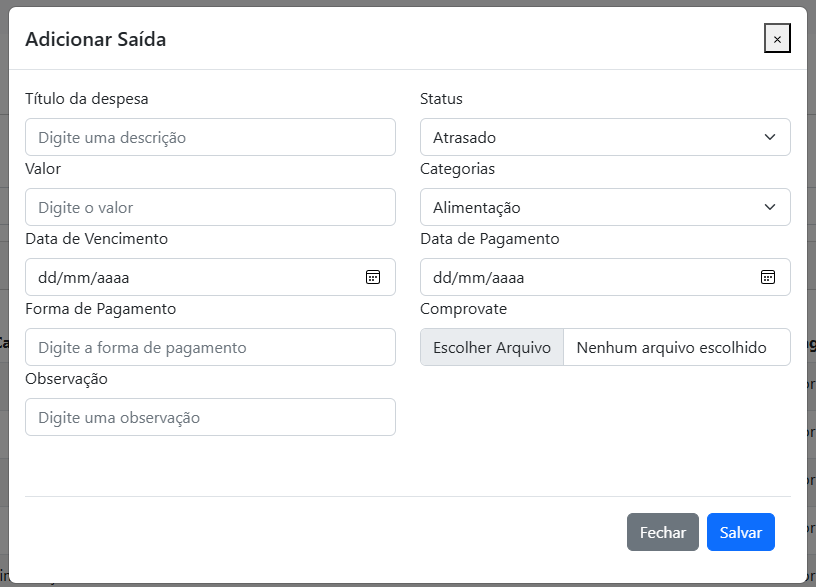 Adicionar Saída
×
Título da despesa
Status
Digite uma descrição
Atrasado
Valor
Categorias
Digite o valor
Alimentação
Data de Vencimento
Data de Pagamento
dd/mm/aaaa
dd/mm/aaaa
Forma de Pagamento
Comprovate
Digite a forma de pagamento
Escolher Arquivo Nenhum arquivo escolhido
Observação
Digite uma observação
Fechar Salvar